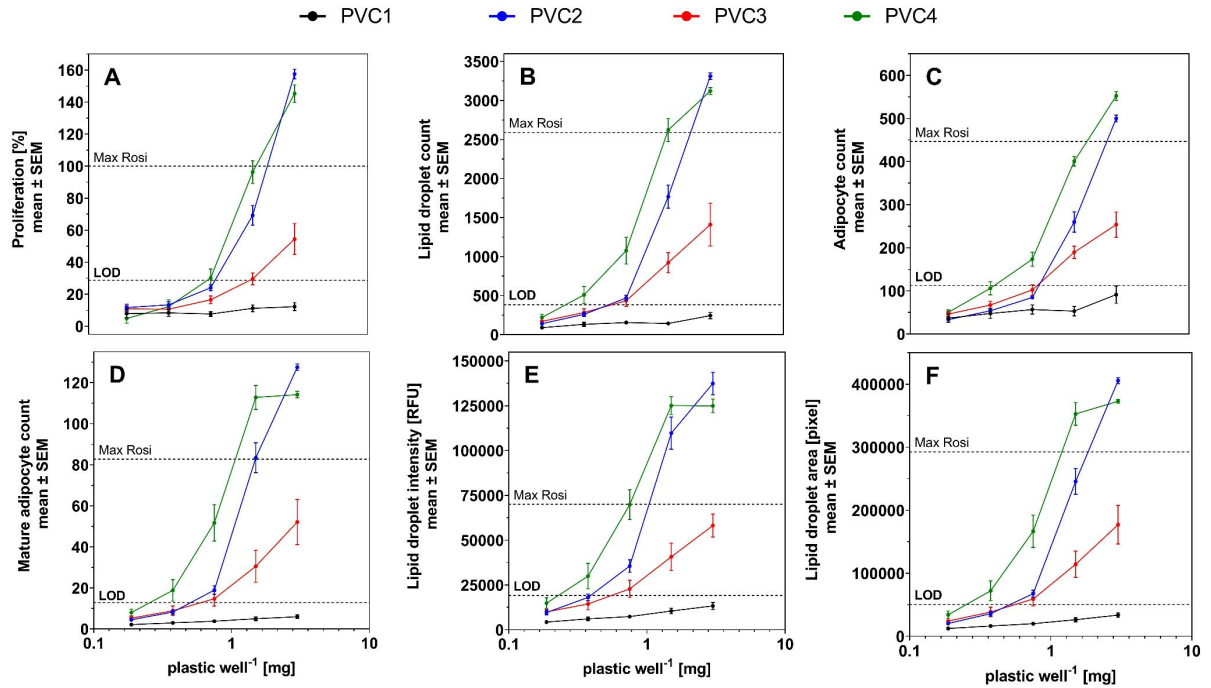 PVC1 PVC2 PVC3 PVC4
A
Proliferation [%]
mean ± SEM
160
140
120
100
80
60
40
20
0
Max Rosi
LOD
B
Lipid droplet count
mean ± SEM
3500
3000
2500
2000
1500
1000
500
0
Max Rosi
LOD
C
Adipocyte count
mean ± SEM
600
500
400
300
200
100
0
Max Rosi
LOD
D
Mature adipocyte count
mean ± SEM
120
100
80
60
40
20
0
Max Rosi
LOD
0.1 1 10
plastic well-1 [mg]
E
Lipid droplet intensity [RFU]
mean ± SEM
150000
125000
100000
75000
50000
25000
0
Max Rosi
LOD
0.1 1 10
plastic well-1 [mg]
F
Lipid droplet area [pixel]
mean ± SEM
400000
300000
200000
100000
0
Max Rosi
LOD
0.1 1 10
plastic well-1 [mg]